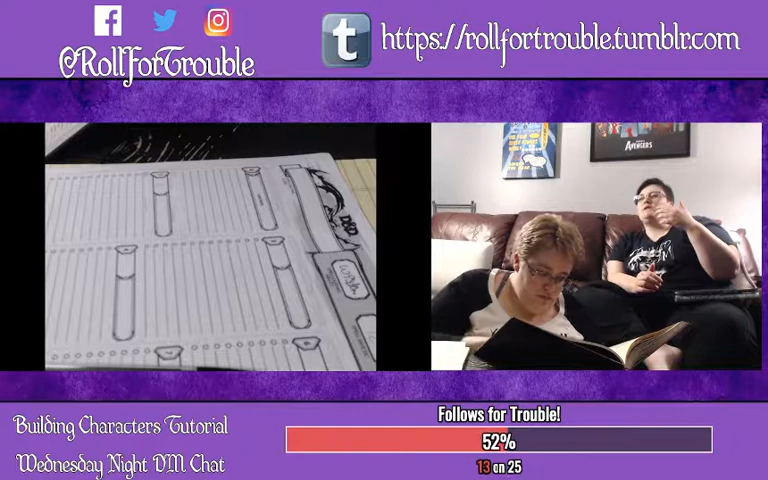 @RollForTrouble
https://rollfortrouble.tumblr.com
D&D
AVENGERS
Building Characters Tutorial
Wednesday Night DM Chat
Follows for Trouble!
52%
13 on 25